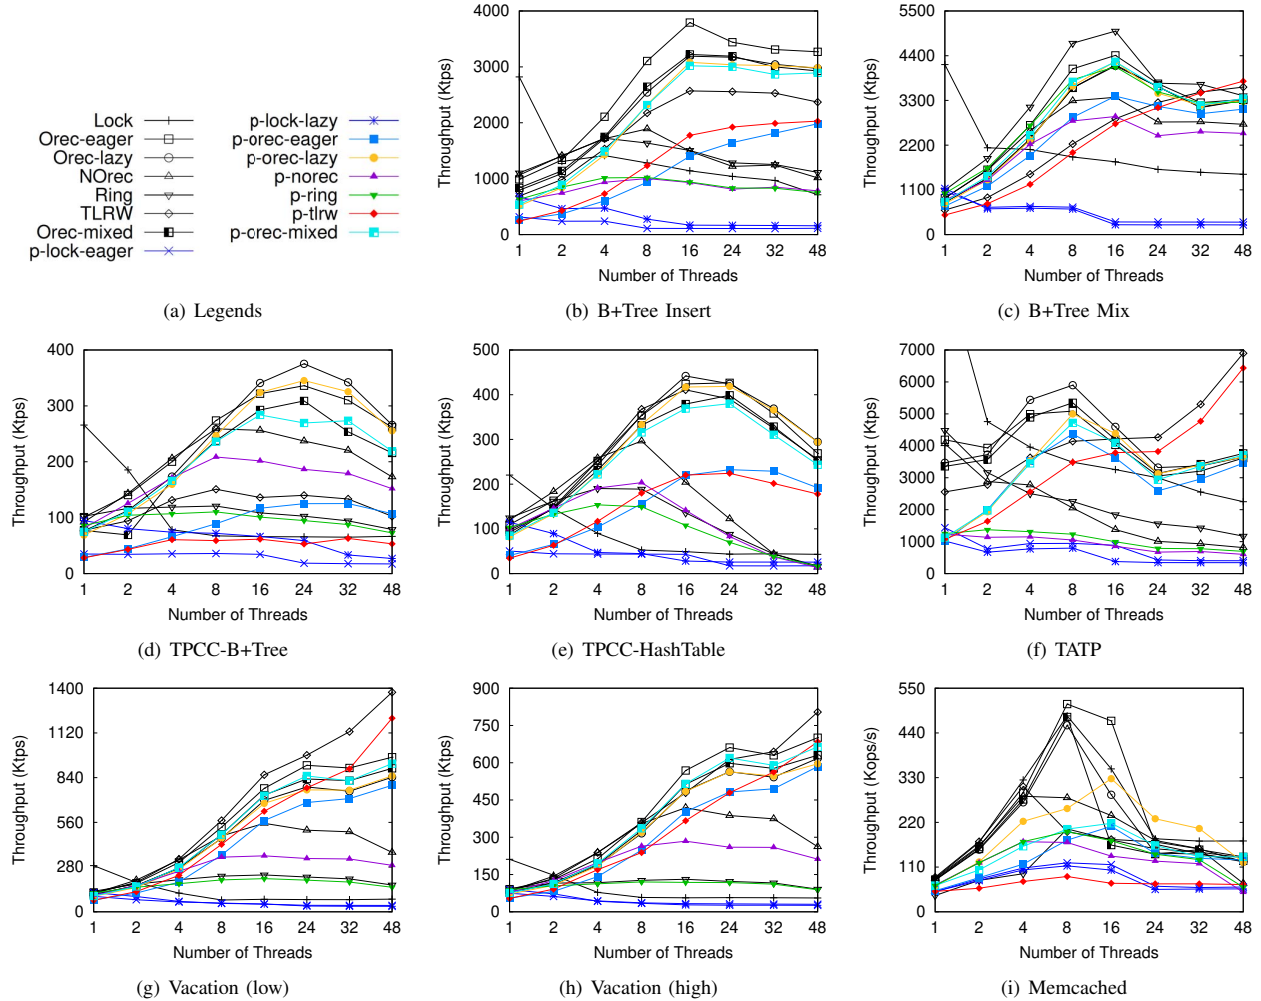 Lock
Orec-eager
Orec-lazy
NOrec
Ring
TLRW
Orec-mixed
p-lock-eager
p-lock-lazy
p-orec-eager
p-orec-lazy
p-norec
p-ring
p-tlrw
p-orec-mixed
(a) Legends
Throughput (Ktps)
4000
3000
2000
1000
0
1 2 4 8 16 24 32 48
Number of Threads
(b) B+Tree Insert
Throughput (Ktps)
5500
4400
3300
2200
1100
0
1 2 4 8 16 24 32 48
Number of Threads
(c) B+Tree Mix
Throughput (Ktps)
400
300
200
100
0
1 2 4 8 16 24 32 48
Number of Threads
(d) TPCC-B+Tree
Throughput (Ktps)
500
400
300
200
100
0
1 2 4 8 16 24 32 48
Number of Threads
(e) TPCC-HashTable
Throughput (Ktps)
7000
6000
5000
4000
3000
2000
1000
0
1 2 4 8 16 24 32 48
Number of Threads
(f) TATP
Throughput (Ktps)
1400
1120
840
560
280
0
1 2 4 8 16 24 32 48
Number of Threads
(g) Vacation (low)
Throughput (Ktps)
900
750
600
450
300
150
0
1 2 4 8 16 24 32 48
Number of Threads
(h) Vacation (high)
Throughput (Kops/s)
550
440
330
220
110
0
1 2 4 8 16 24 32 48
Number of Threads
(i) Memcached